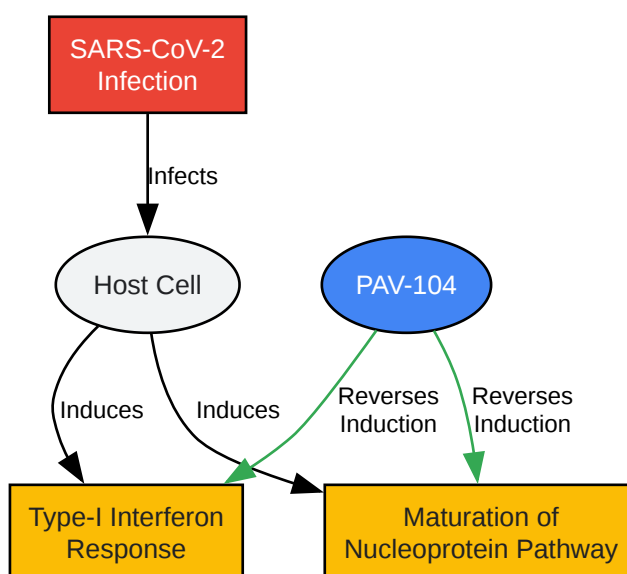 SARS-CoV-2
Infection
Infects
Host Cell
PAV-104
Induces
Induces
Reverses
Induction
Reverses
Induction
Type-I Interferon
Response
Maturation of
Nucleoprotein Pathway